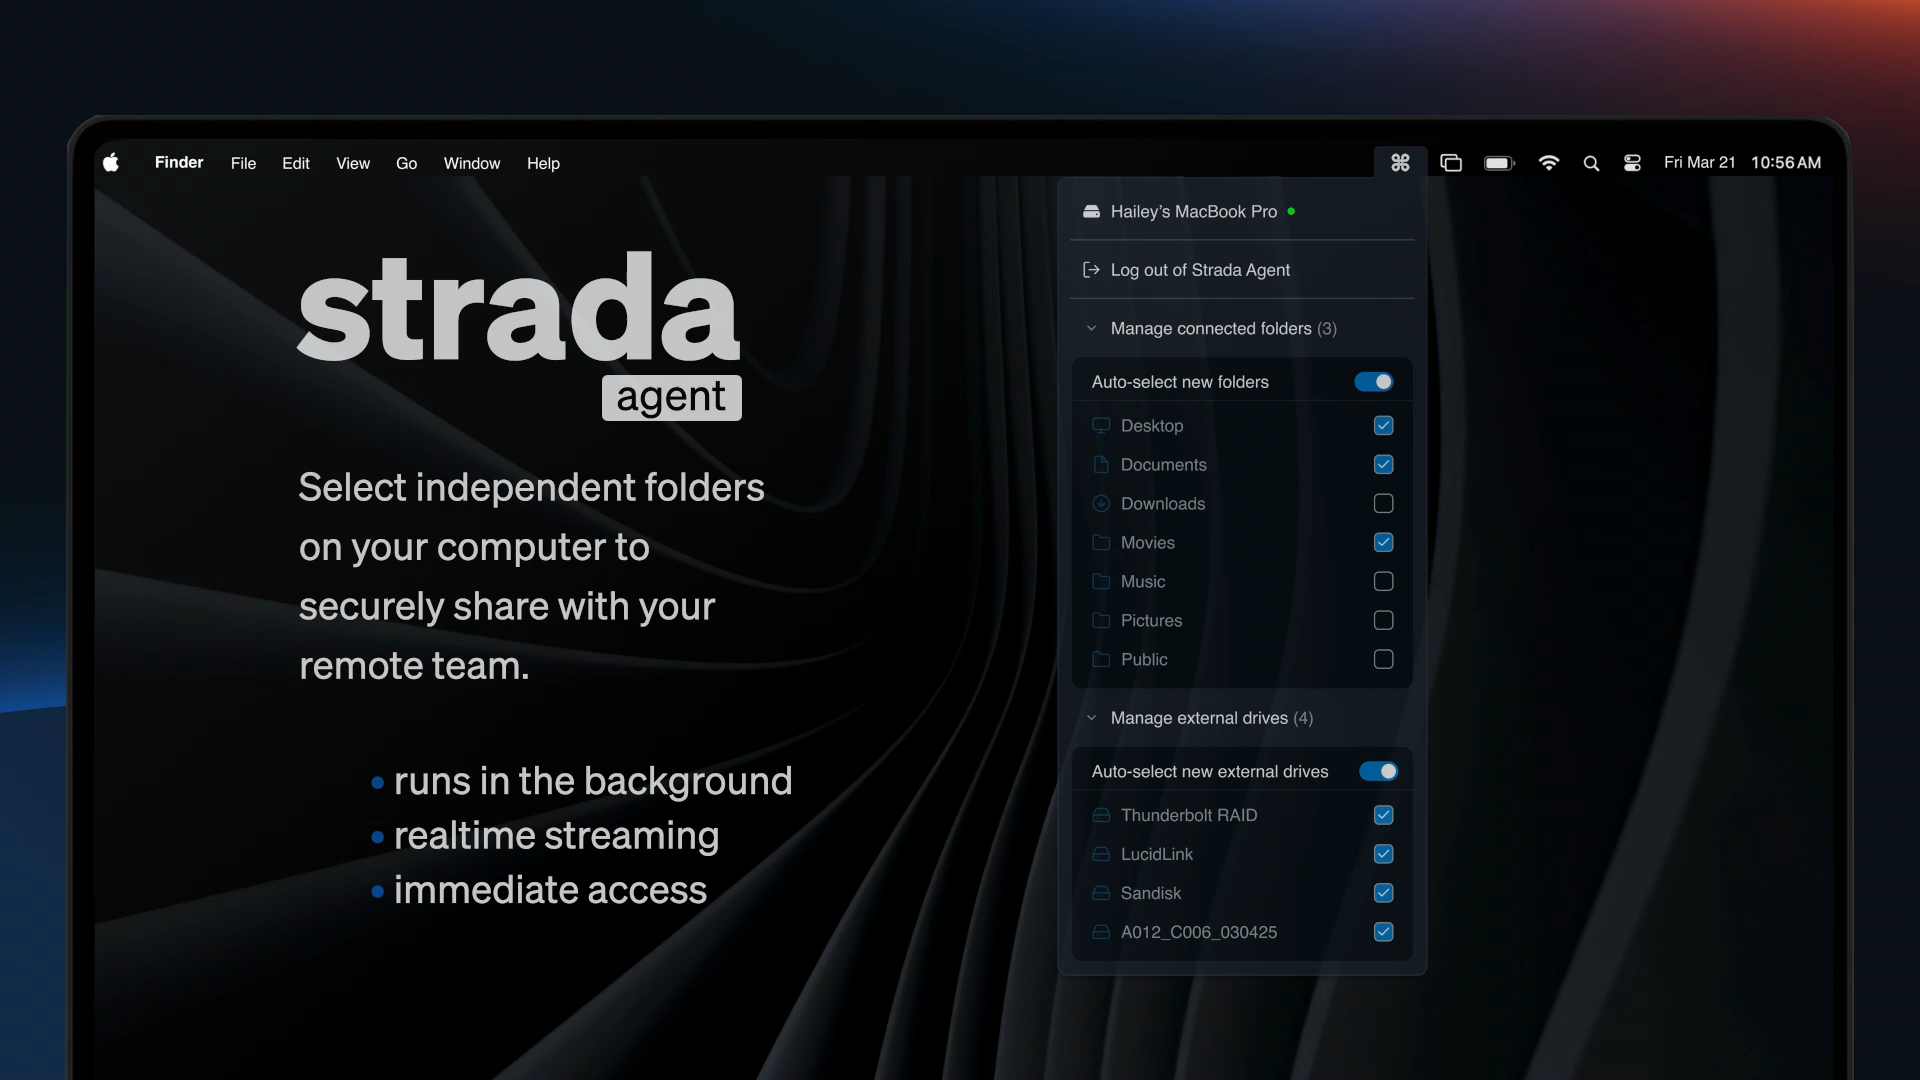 Finder File Edit View Go Window Help Fri Mar 21 10:56 AM
strada
agent
Select independent folders
on your computer to
securely share with your
remote team.
• runs in the background
• realtime streaming
• immediate access
Hailey’s MacBook Pro
Log out of Strada Agent
Manage connected folders (3)
Auto-select new folders
Desktop
Documents
Downloads
Movies
Music
Pictures
Public
Manage external drives (4)
Auto-select new external drives
Thunderbolt RAID
LucidLink
Sandisk
A012_C006_030425